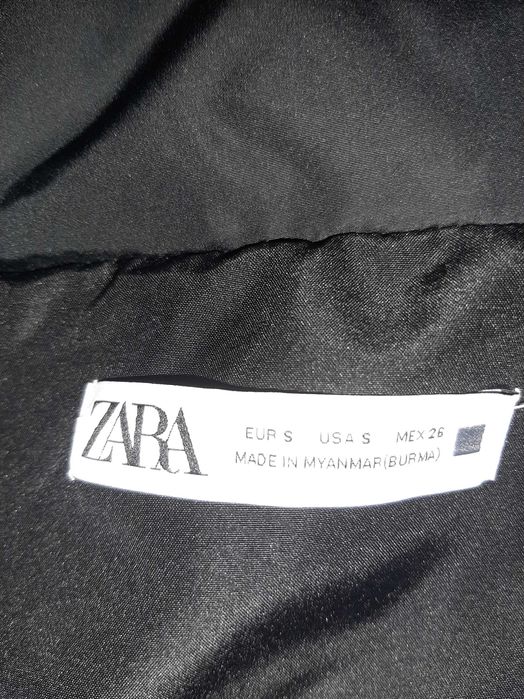 ZARA
EUR S USA S MEX 26
MADE IN MYANMAR(BURMA)